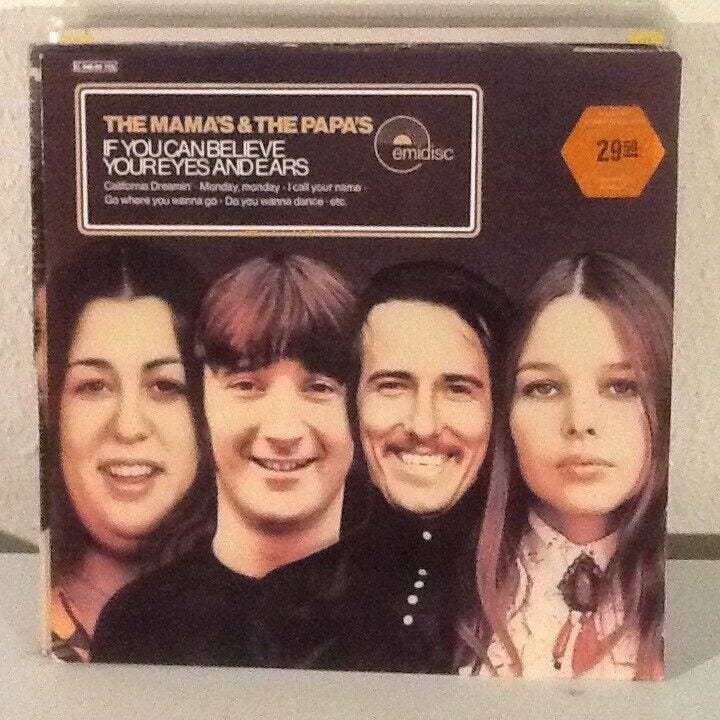 THE MAMA'S & THE PAPA'S
IF YOU CAN BELIEVE
YOUR EYES AND EARS
emidisc
California Dreamin' · Monday, monday · I call your name ·
Go where you wanna go · Do you wanna dance · etc.
29 50